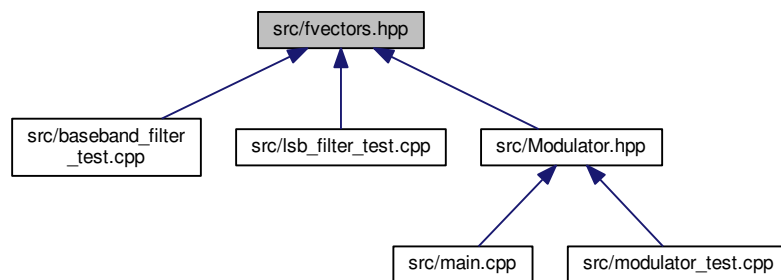 src/fvectors.hpp
src/baseband_filter
_test.cpp
src/lsb_filter_test.cpp
src/Modulator.hpp
src/main.cpp
src/modulator_test.cpp